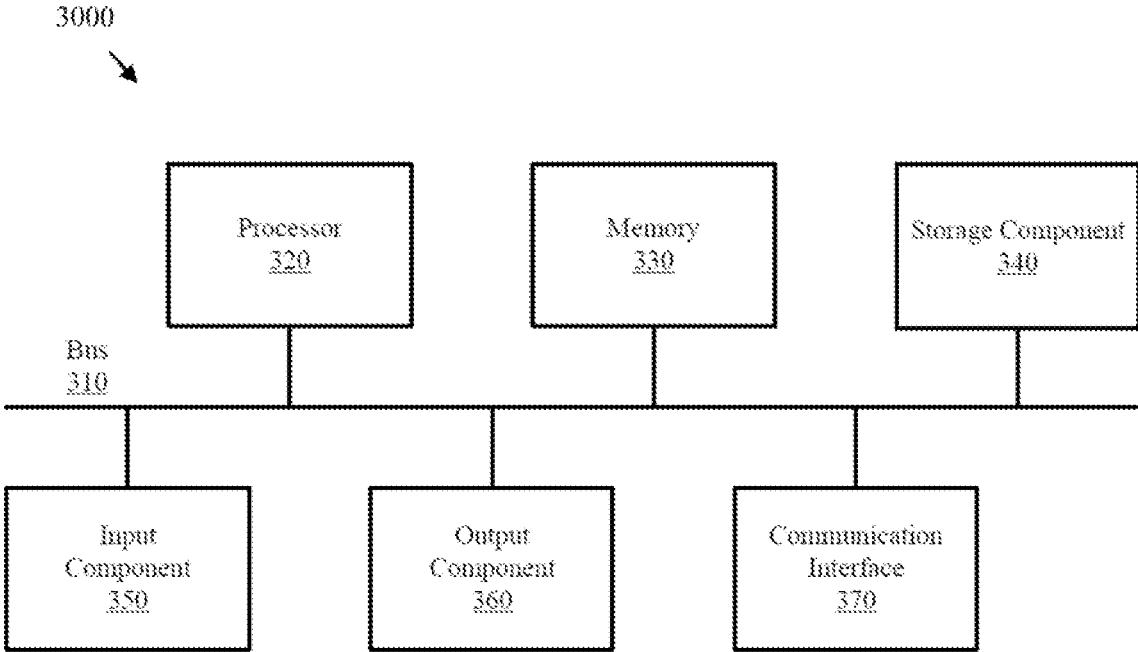 3000
Processor
320
Memory
330
Storage Component
340
Bus
310
Input
Component
350
Output
Component
360
Communication
Interface
370